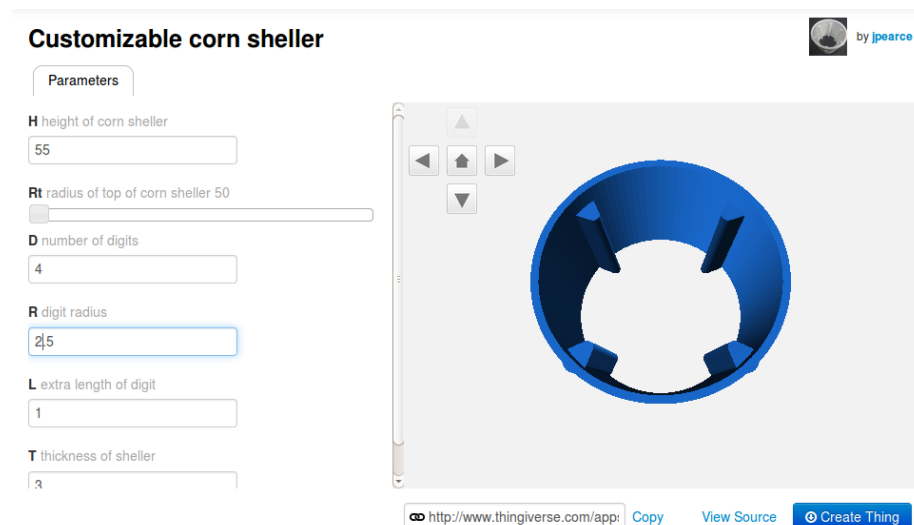 Customizable corn sheller
by jpearce
Parameters
H height of corn sheller
55
Rt radius of top of corn sheller 50
D number of digits
4
R digit radius
2.5
L extra length of digit
1
T thickness of sheller
3
http://www.thingiverse.com/app:
Copy
View Source
Create Thing